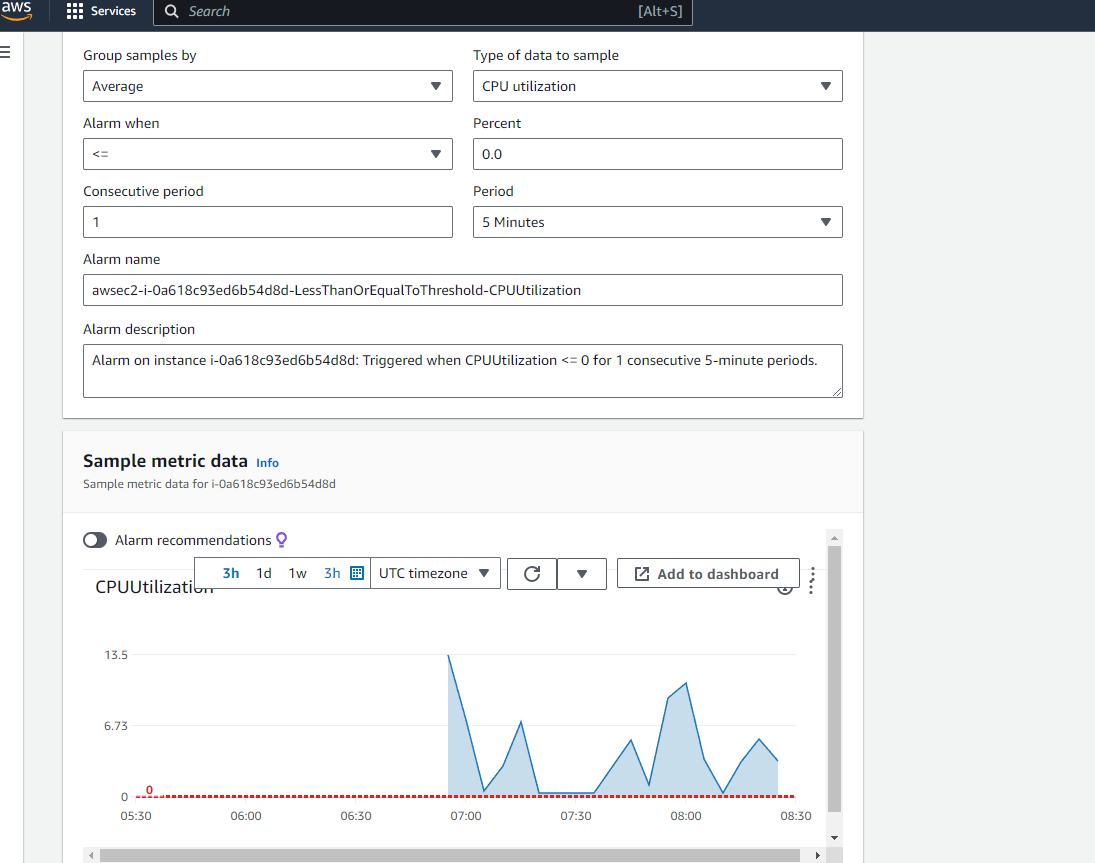 aws
Services
Search
[Alt+S]
Group samples by
Type of data to sample
Average
CPU utilization
Alarm when
Percent
<=
0.0
Consecutive period
Period
1
5 Minutes
Alarm name
awsec2-i-0a618c93ed6b54d8d-LessThanOrEqualToThreshold-CPUUtilization
Alarm description
Alarm on instance i-0a618c93ed6b54d8d: Triggered when CPUUtilization <= 0 for 1 consecutive 5-minute periods.
Sample metric data Info
Sample metric data for i-0a618c93ed6b54d8d
Alarm recommendations
3h 1d 1w 3h
UTC timezone
Add to dashboard
CPUUtilization
13.5
6.73
0
0
05:30 06:00 06:30 07:00 07:30 08:00 08:30